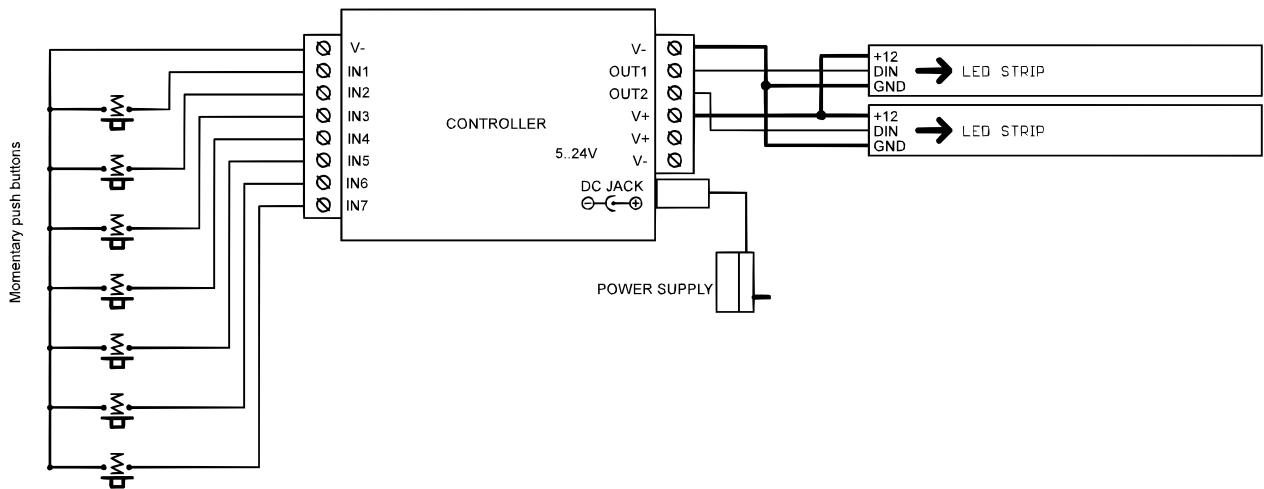 Momentary push buttons
V-
IN1
IN2
IN3
IN4
IN5
IN6
IN7
CONTROLLER
5..24V
V-
OUT1
OUT2
V+
V+
V-
DC JACK
POWER SUPPLY
+12
DIN
GND
LED STRIP
+12
DIN
GND
LED STRIP